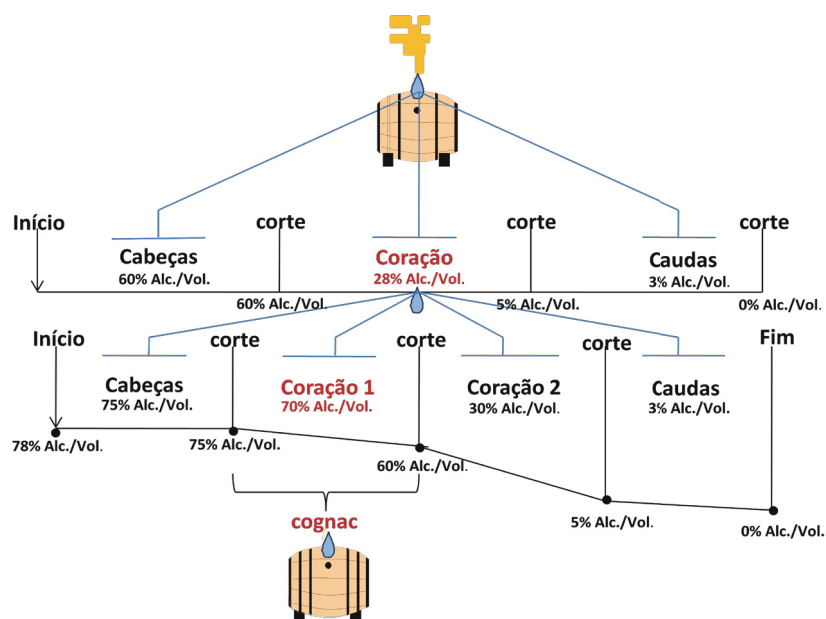 Início
corte
corte
corte
Cabeças
60% Alc./Vol.
Coração
28% Alc./Vol.
Caudas
3% Alc./Vol.
60% Alc./Vol.
5% Alc./Vol.
0% Alc./Vol.
Início
corte
corte
corte
Fim
Cabeças
75% Alc./Vol.
Coração 1
70% Alc./Vol.
Coração 2
30% Alc./Vol.
Caudas
3% Alc./Vol.
78% Alc./Vol.
75% Alc./Vol.
60% Alc./Vol.
5% Alc./Vol.
0% Alc./Vol.
cognac